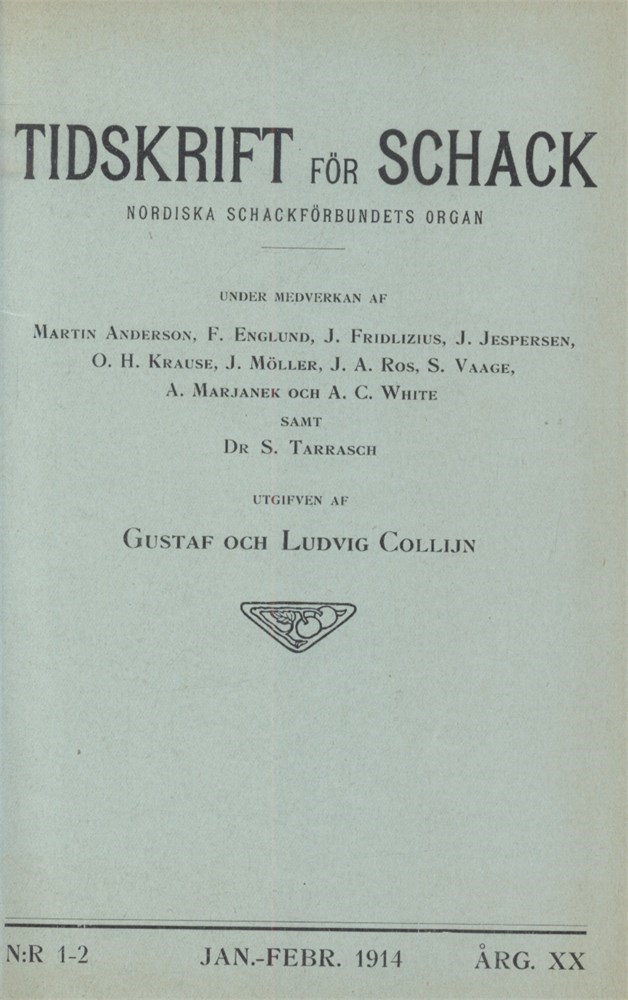 TIDSKRIFT FÖR SCHACK
NORDISKA SCHACKFÖRBUNDETS ORGAN
UNDER MEDVERKAN AF
MARTIN ANDERSON, F. ENGLUND, J. FRIDLIZIUS, J. JESPERSEN,
O. H. KRAUSE, J. MÖLLER, J. A. ROS, S. VAAGE,
A. MARJANEK OCH A. C. WHITE
SAMT
DR S. TARRASCH
UTGIFVEN AF
GUSTAF OCH LUDVIG COLLIJN
N:R 1-2 JAN.-FEBR. 1914 ÅRG. XX